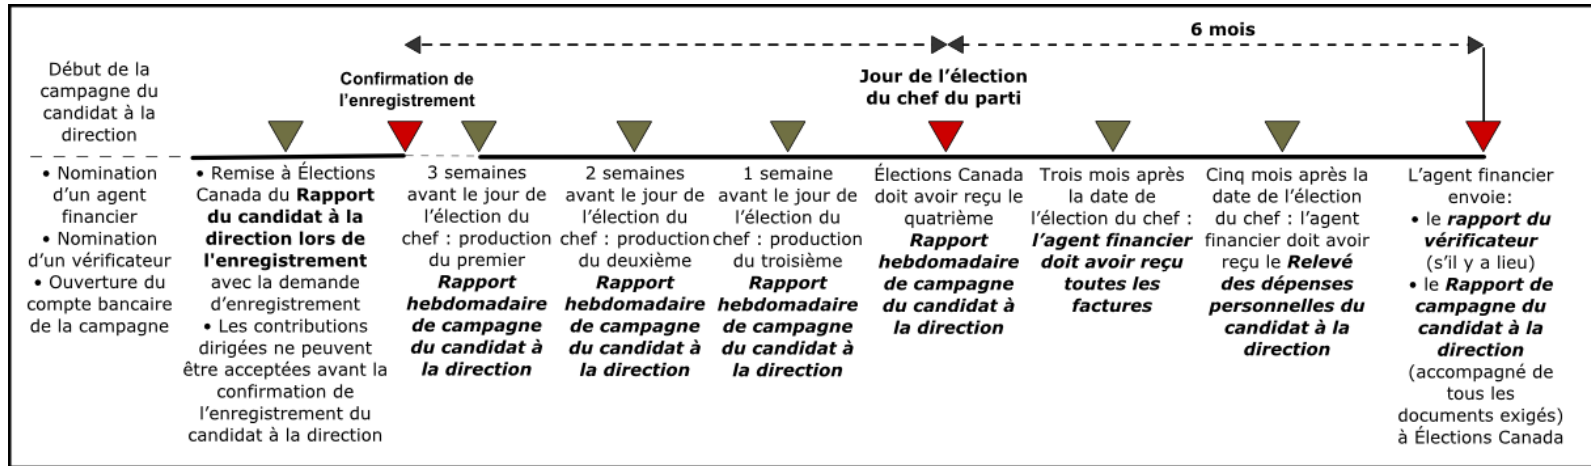 6 mois
Début de la
campagne du
candidat à la
direction
Confirmation de
l'enregistrement
Jour de l'élection
du chef du parti
• Nomination
d'un agent
financier
• Nomination
d'un vérificateur
• Ouverture du
compte bancaire
de la campagne
• Remise à Élections
Canada du Rapport
du candidat à la
direction lors de
l'enregistrement
avec la demande
d'enregistrement
• Les contributions
dirigées ne peuvent
être acceptées avant la
confirmation de
l'enregistrement du
candidat à la direction
3 semaines
avant le jour de
l'élection du
chef : production
du premier
Rapport
hebdomadaire
de campagne
du candidat à
la direction
2 semaines
avant le jour de
l'élection du
chef : production
du deuxième
Rapport
hebdomadaire
de campagne
du candidat à
la direction
1 semaine
avant le jour de
l'élection du
chef : production
du troisième
Rapport
hebdomadaire
de campagne
du candidat à
la direction
Élections Canada
doit avoir reçu le
quatrième
Rapport
hebdomadaire
de campagne
du candidat à
la direction
Trois mois après
la date de
l'élection du chef :
l'agent financier
doit avoir reçu
toutes les
factures
Cinq mois après la
date de l'élection
du chef : l'agent
financier doit avoir
reçu le Relevé
des dépenses
personnelles du
candidat à la
direction
L'agent financier
envoie:
• le rapport du
vérificateur
(s'il y a lieu)
• le Rapport de
campagne du
candidat à la
direction
(accompagné de
tous les
documents exigés)
à Élections Canada